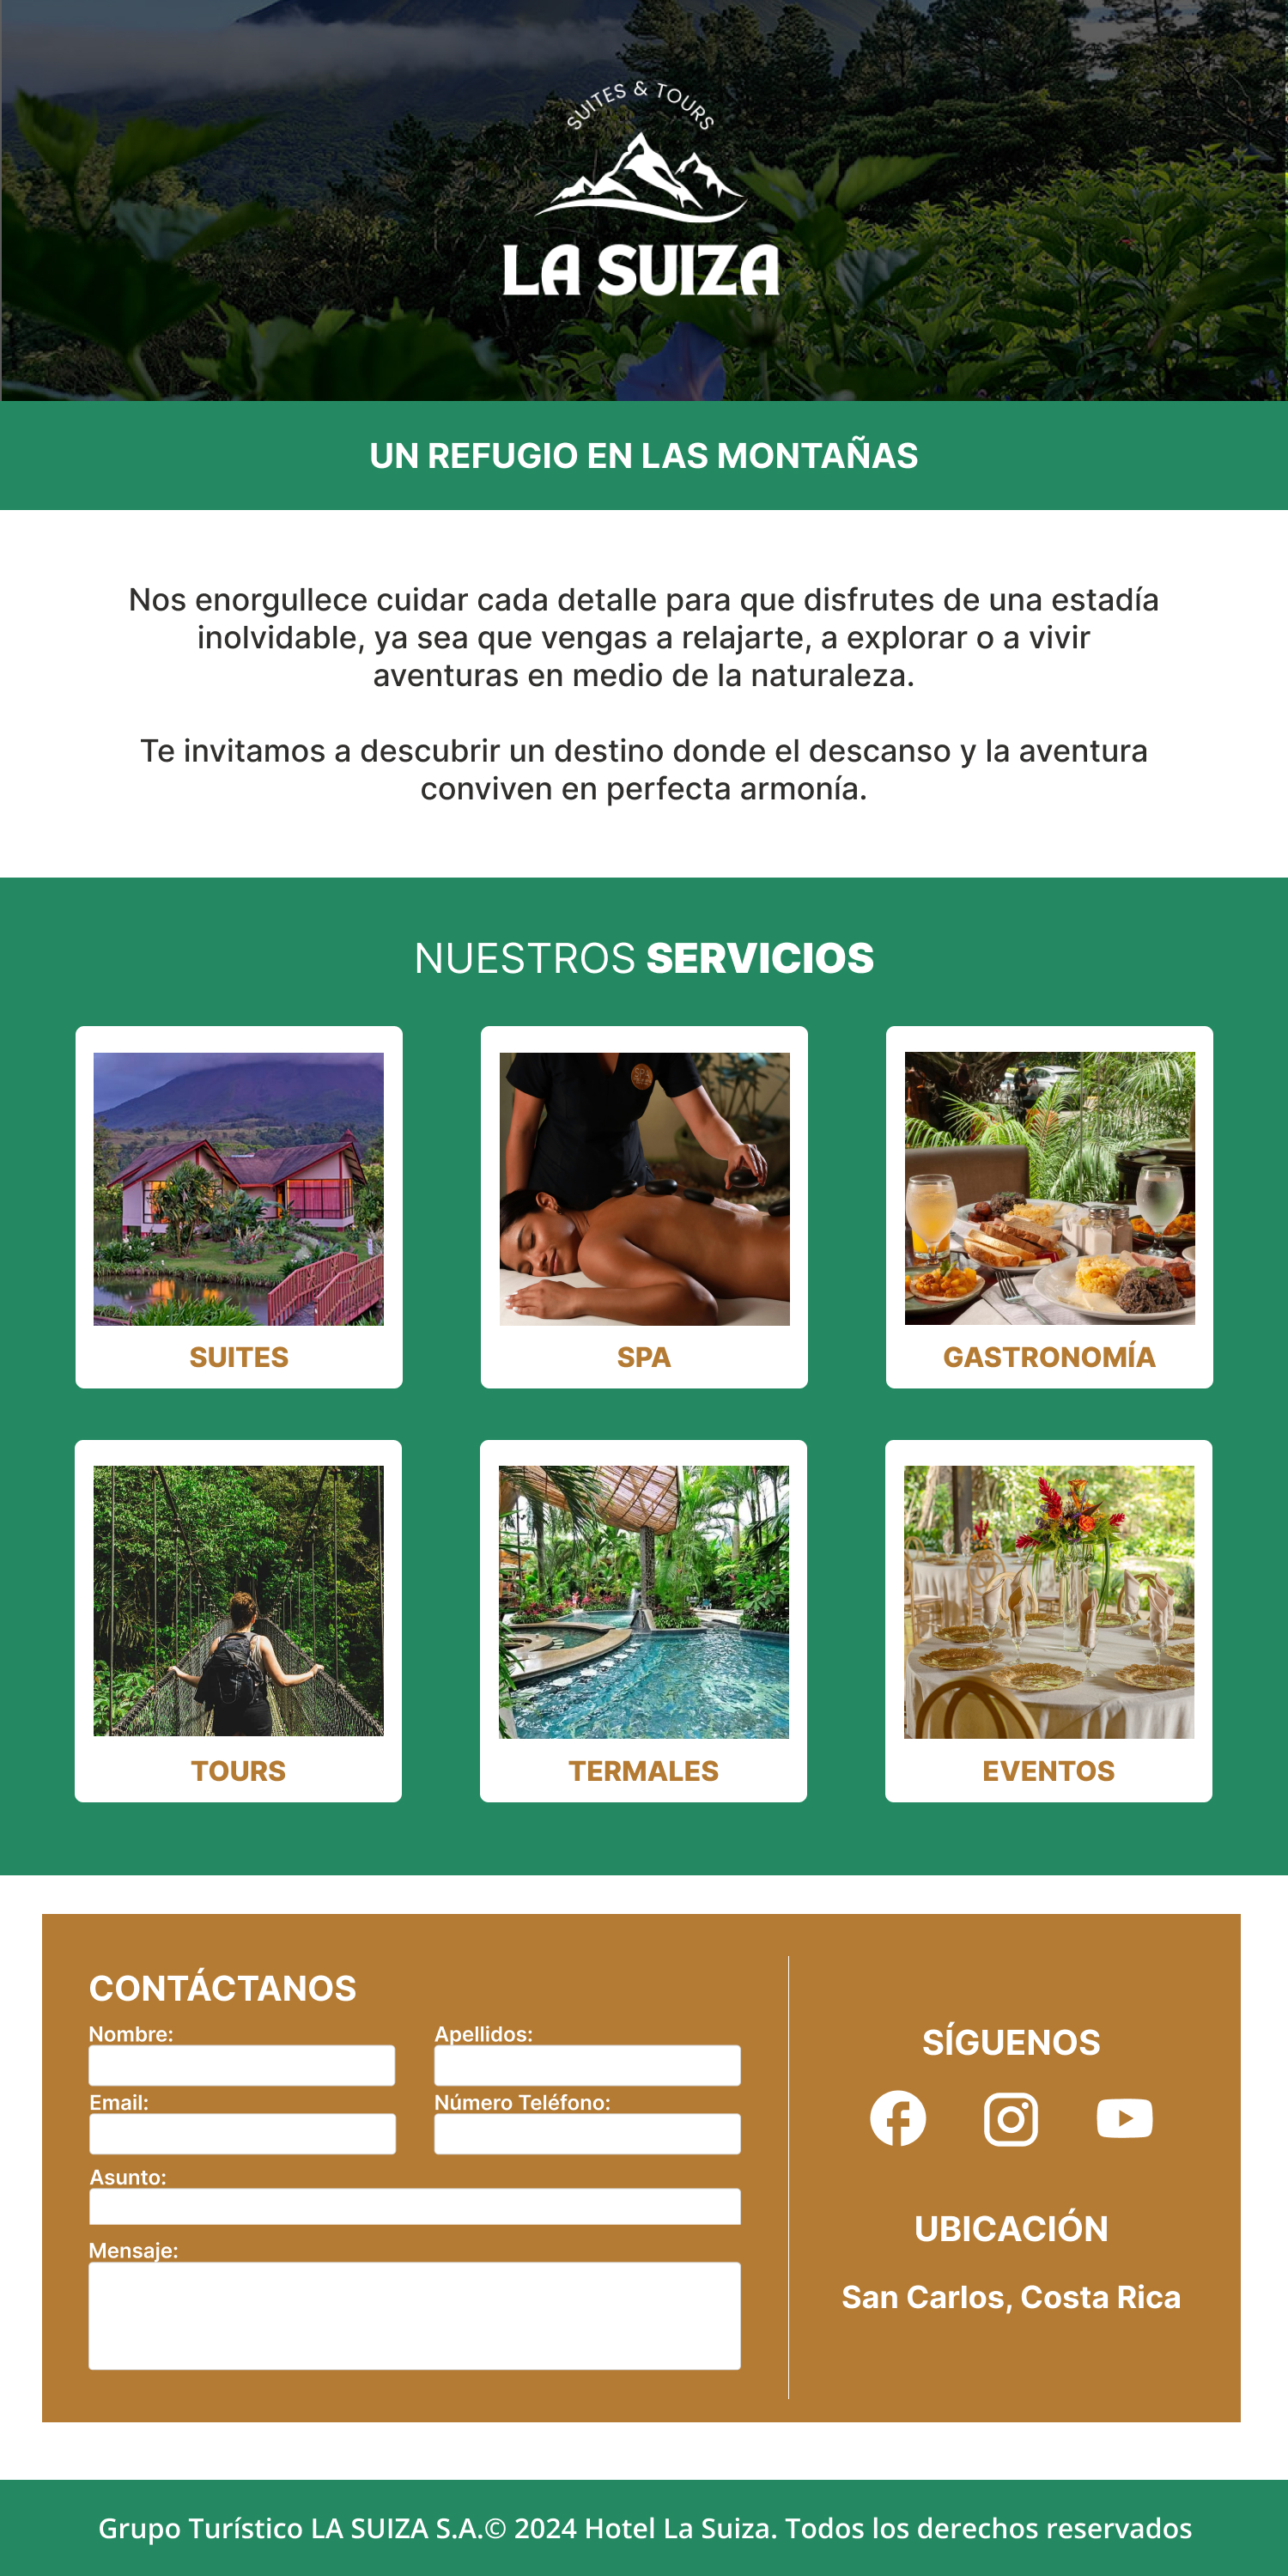 SUITES & TOURS
LA SUIZA
UN REFUGIO EN LAS MONTAÑAS
Nos enorgullece cuidar cada detalle para que disfrutes de una estadía
inolvidable, ya sea que vengas a relajarte, a explorar o a vivir
aventuras en medio de la naturaleza.
Te invitamos a descubrir un destino donde el descanso y la aventura
conviven en perfecta armonía.
NUESTROS SERVICIOS
SUITES
SPA
GASTRONOMÍA
TOURS
TERMALES
EVENTOS
CONTÁCTANOS
Nombre:
Apellidos:
Email:
Número Teléfono:
Asunto:
Mensaje:
SÍGUENOS
UBICACIÓN
San Carlos, Costa Rica
Grupo Turístico LA SUIZA S.A.© 2024 Hotel La Suiza. Todos los derechos reservados